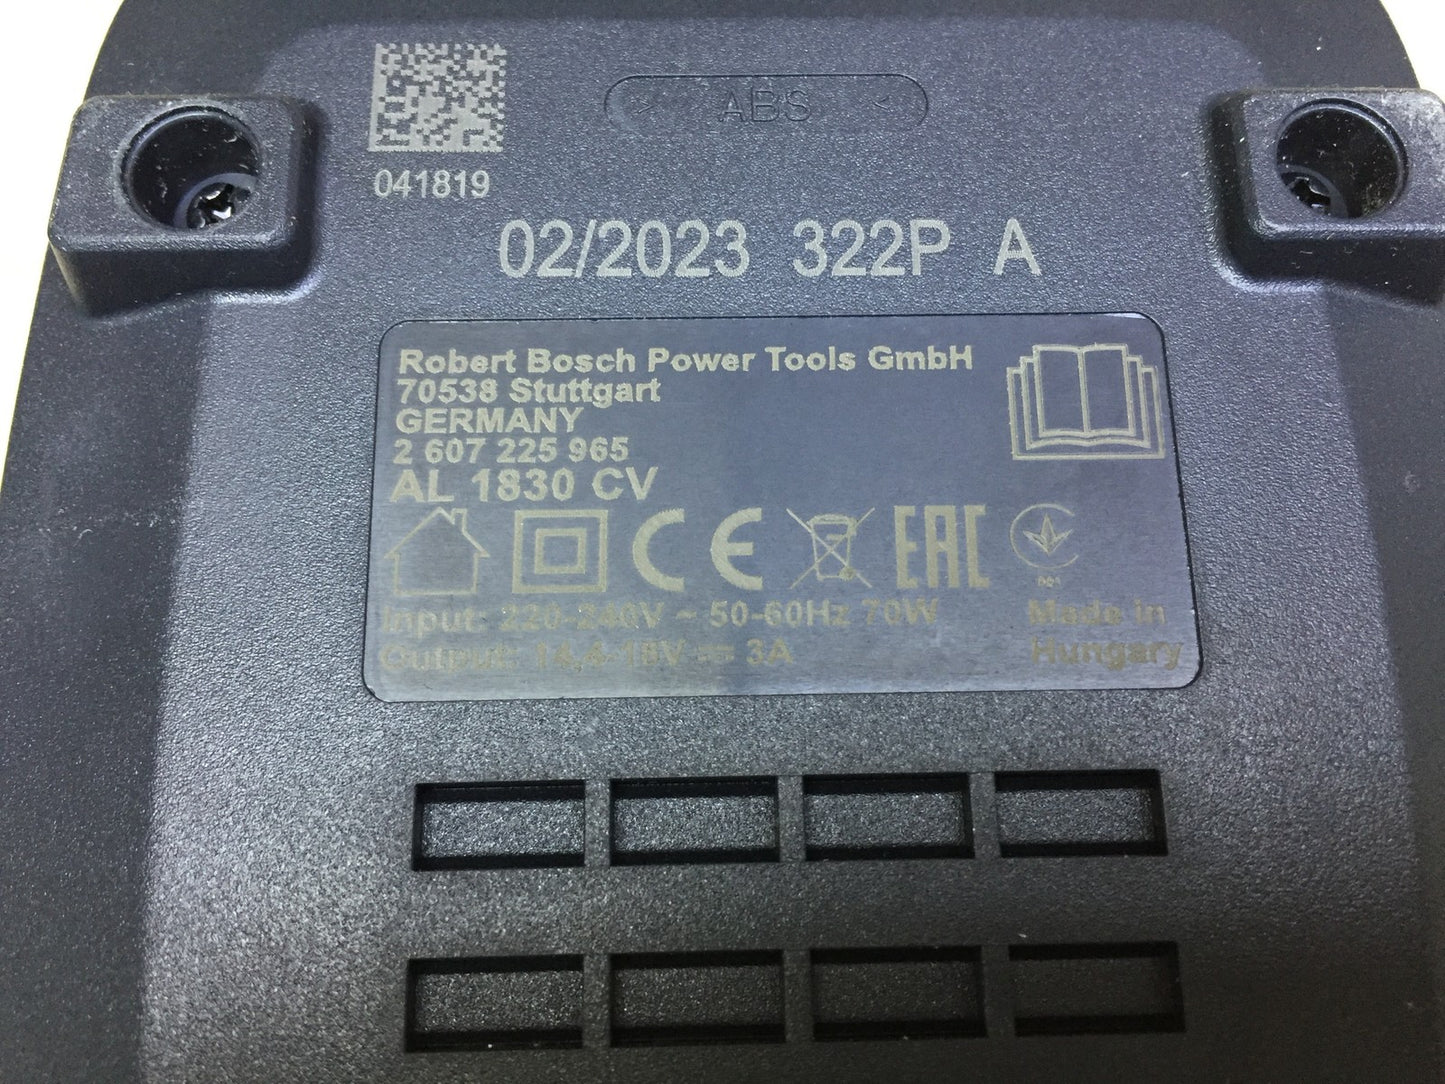 > ABS <
041819
02/2023 322P A
Robert Bosch Power Tools GmbH
70538 Stuttgart
GERMANY
2 607 225 965
AL 1830 CV
CE EAC
Input: 220-240V ~ 50-60Hz 70W
Output: 14,4-18V ⎓ 3A
Made in
Hungary